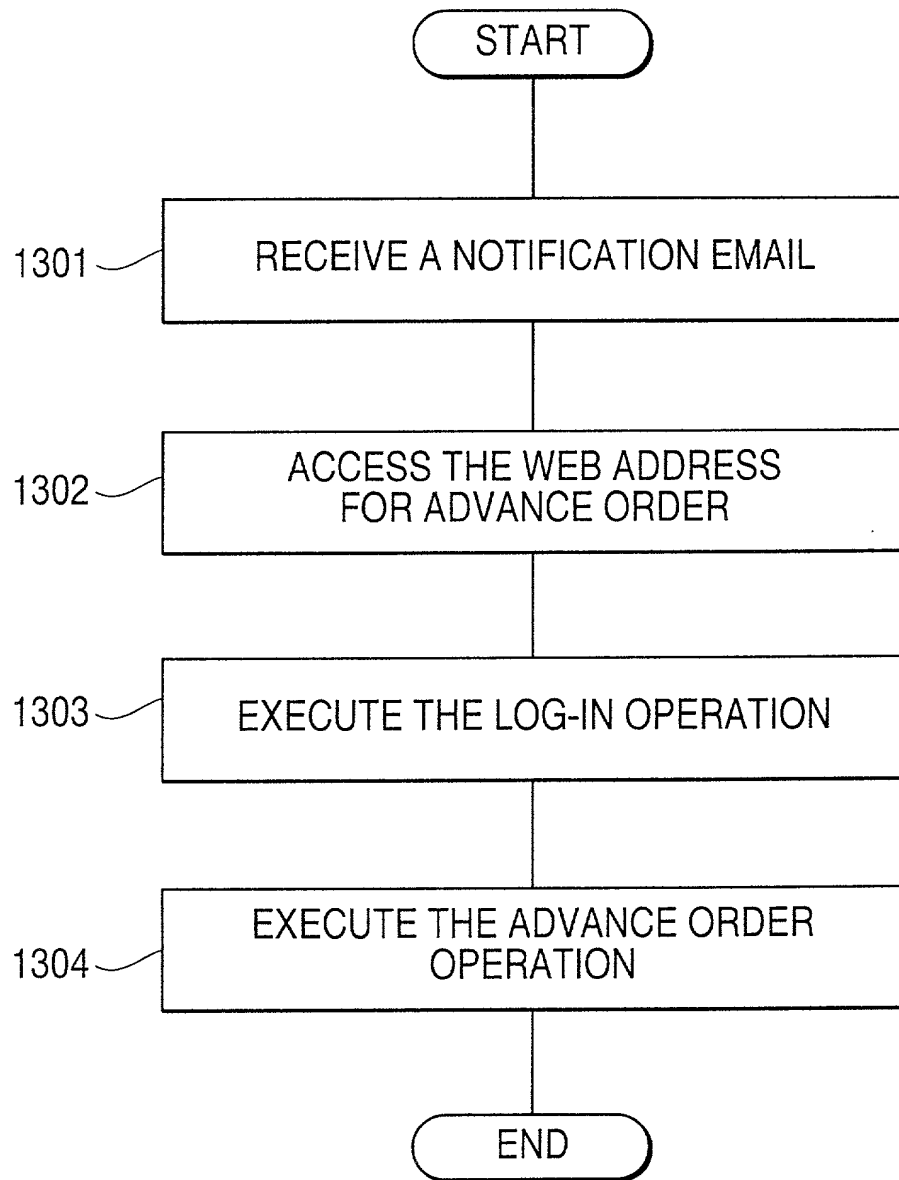 START
1301
RECEIVE A NOTIFICATION EMAIL
1302
ACCESS THE WEB ADDRESS
FOR ADVANCE ORDER
1303
EXECUTE THE LOG-IN OPERATION
1304
EXECUTE THE ADVANCE ORDER
OPERATION
END